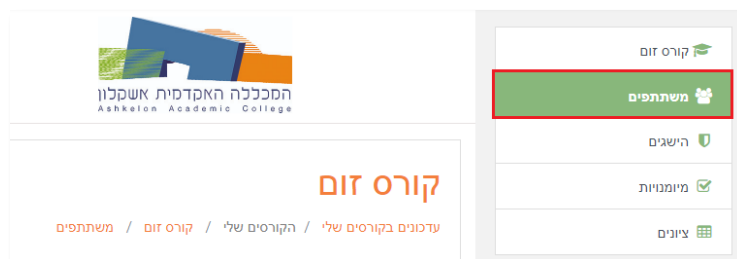 המכללה האקדמית אשקלון
Ashkelon Academic College
קורס זום
משתתפים
הישגים
מיומנויות
ציונים
קורס זום
עדכונים בקורסים שלי / הקורסים שלי / קורס זום / משתתפים